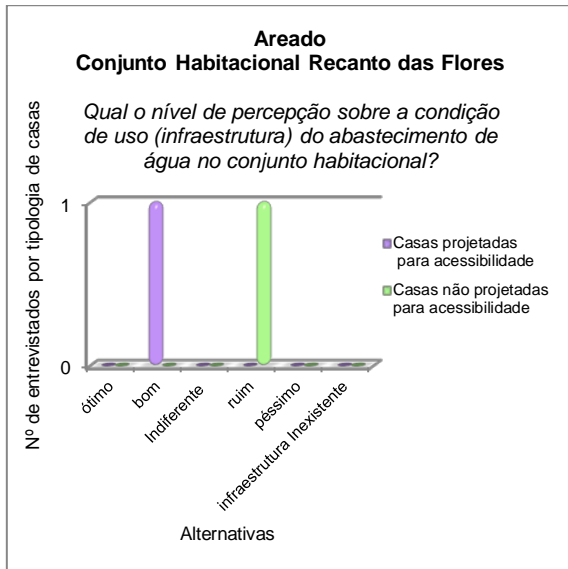 Areado
Conjunto Habitacional Recanto das Flores
Qual o nível de percepção sobre a condição
de uso (infraestrutura) do abastecimento de
água no conjunto habitacional?
Nº de entrevistados por tipologia de casas
1
0
ótimo
bom
Indiferente
ruim
péssimo
infraestrutura Inexistente
Alternativas
Casas projetadas
para acessibilidade
Casas não projetadas
para acessibilidade